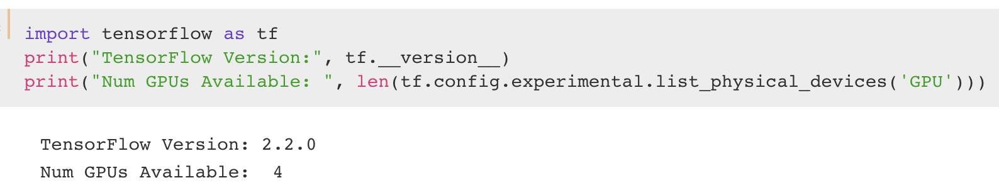 import tensorflow as tf
print("TensorFlow Version:", tf.__version__)
print("Num GPUs Available: ", len(tf.config.experimental.list_physical_devices('GPU')))
TensorFlow Version: 2.2.0
Num GPUs Available:  4